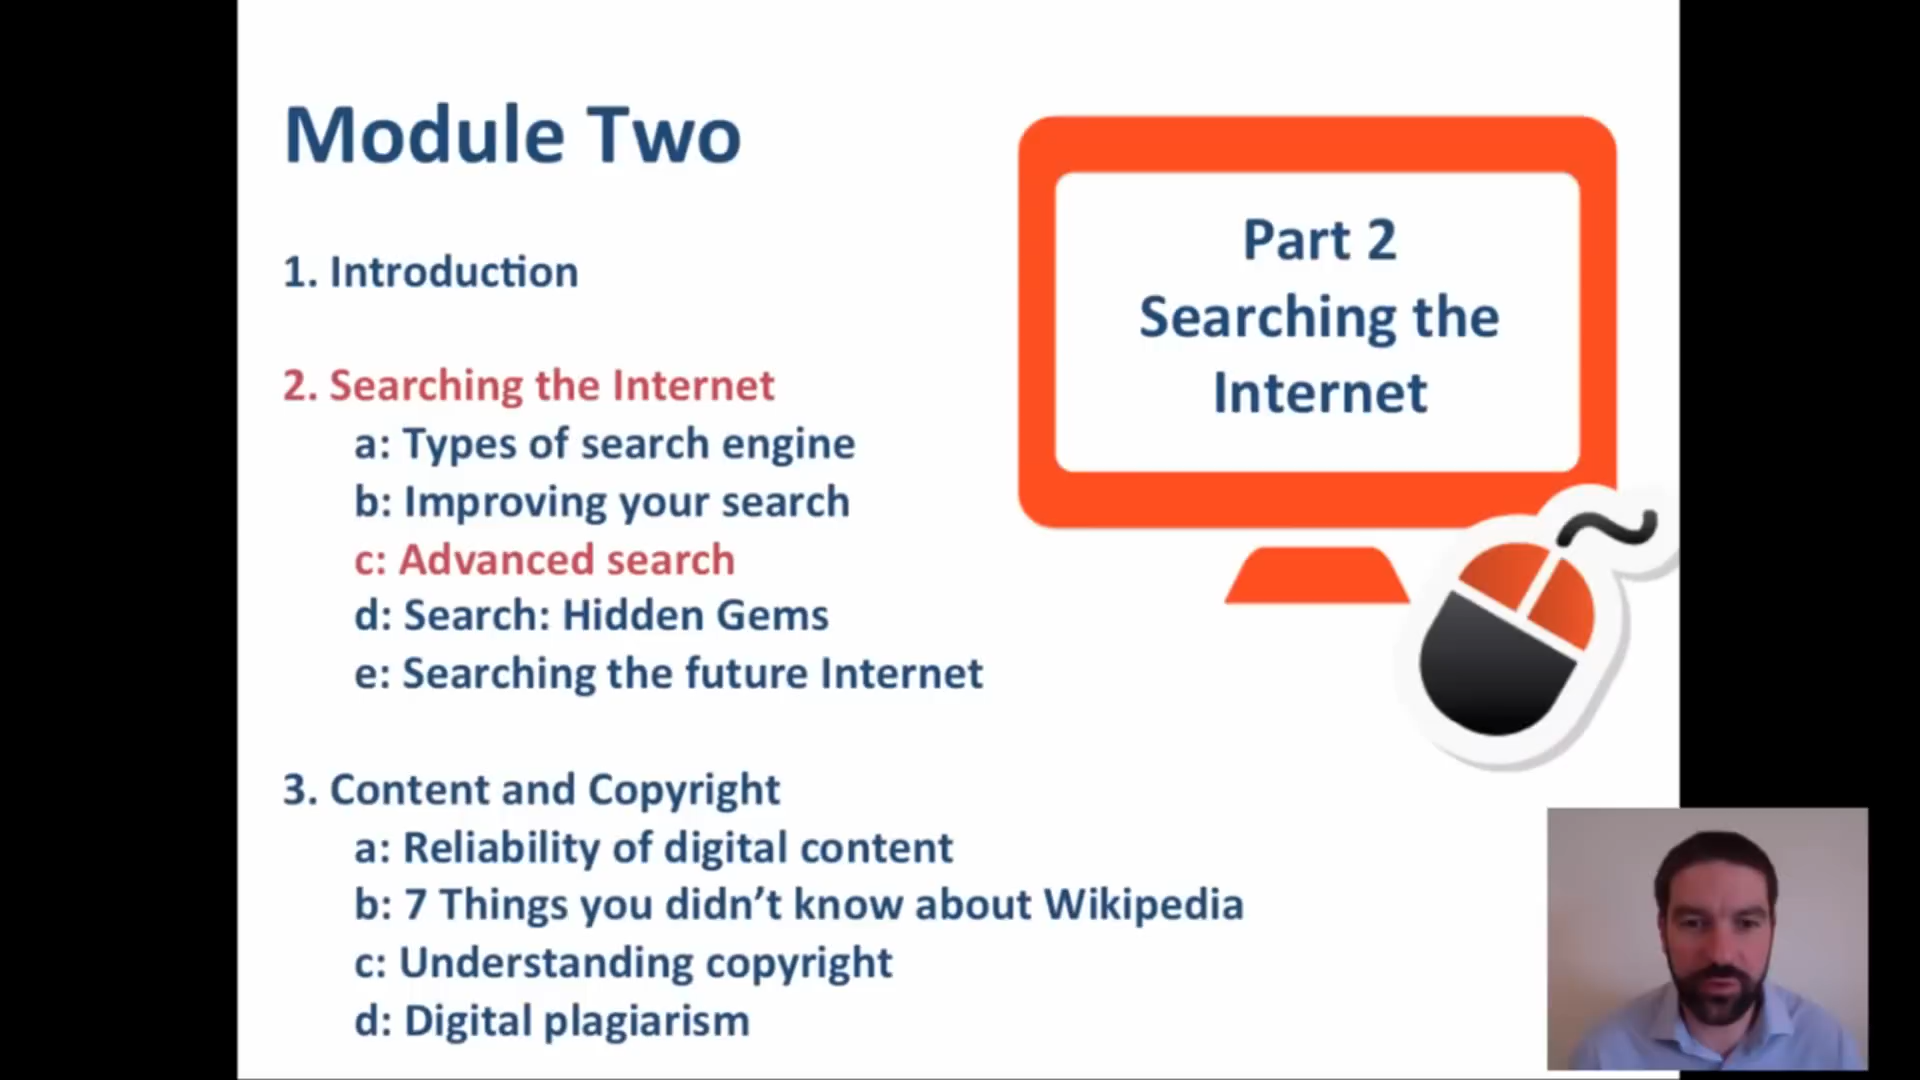 Module Two
1. Introduction
2. Searching the Internet
a: Types of search engine
b: Improving your search
c: Advanced search
d: Search: Hidden Gems
e: Searching the future Internet
3. Content and Copyright
a: Reliability of digital content
b: 7 Things you didn’t know about Wikipedia
c: Understanding copyright
d: Digital plagiarism
Part 2
Searching the
Internet